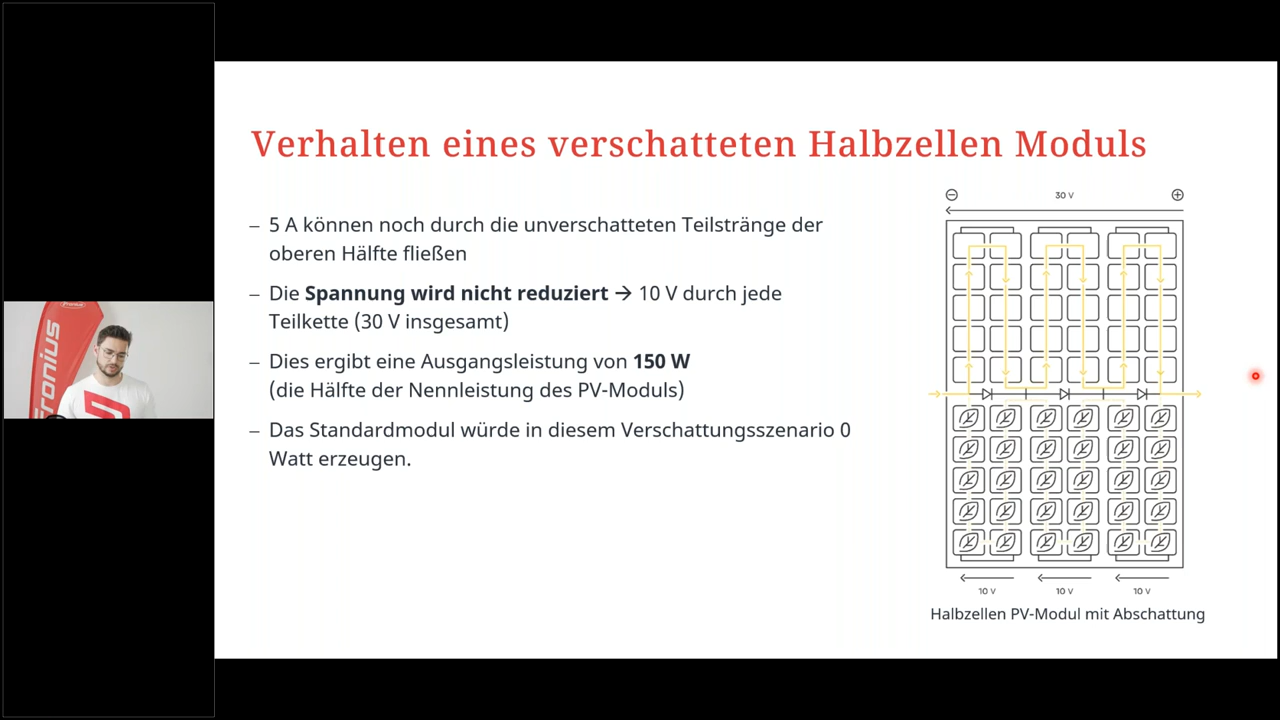 Verhalten eines verschatteten Halbzellen Moduls
– 5 A können noch durch die unverschatteten Teilstränge der
oberen Hälfte fließen
– Die Spannung wird nicht reduziert → 10 V durch jede
Teilkette (30 V insgesamt)
– Dies ergibt eine Ausgangsleistung von 150 W
(die Hälfte der Nennleistung des PV-Moduls)
– Das Standardmodul würde in diesem Verschattungsszenario 0
Watt erzeugen.
30 V
10 V 10 V 10 V
Halbzellen PV-Modul mit Abschattung
fronius